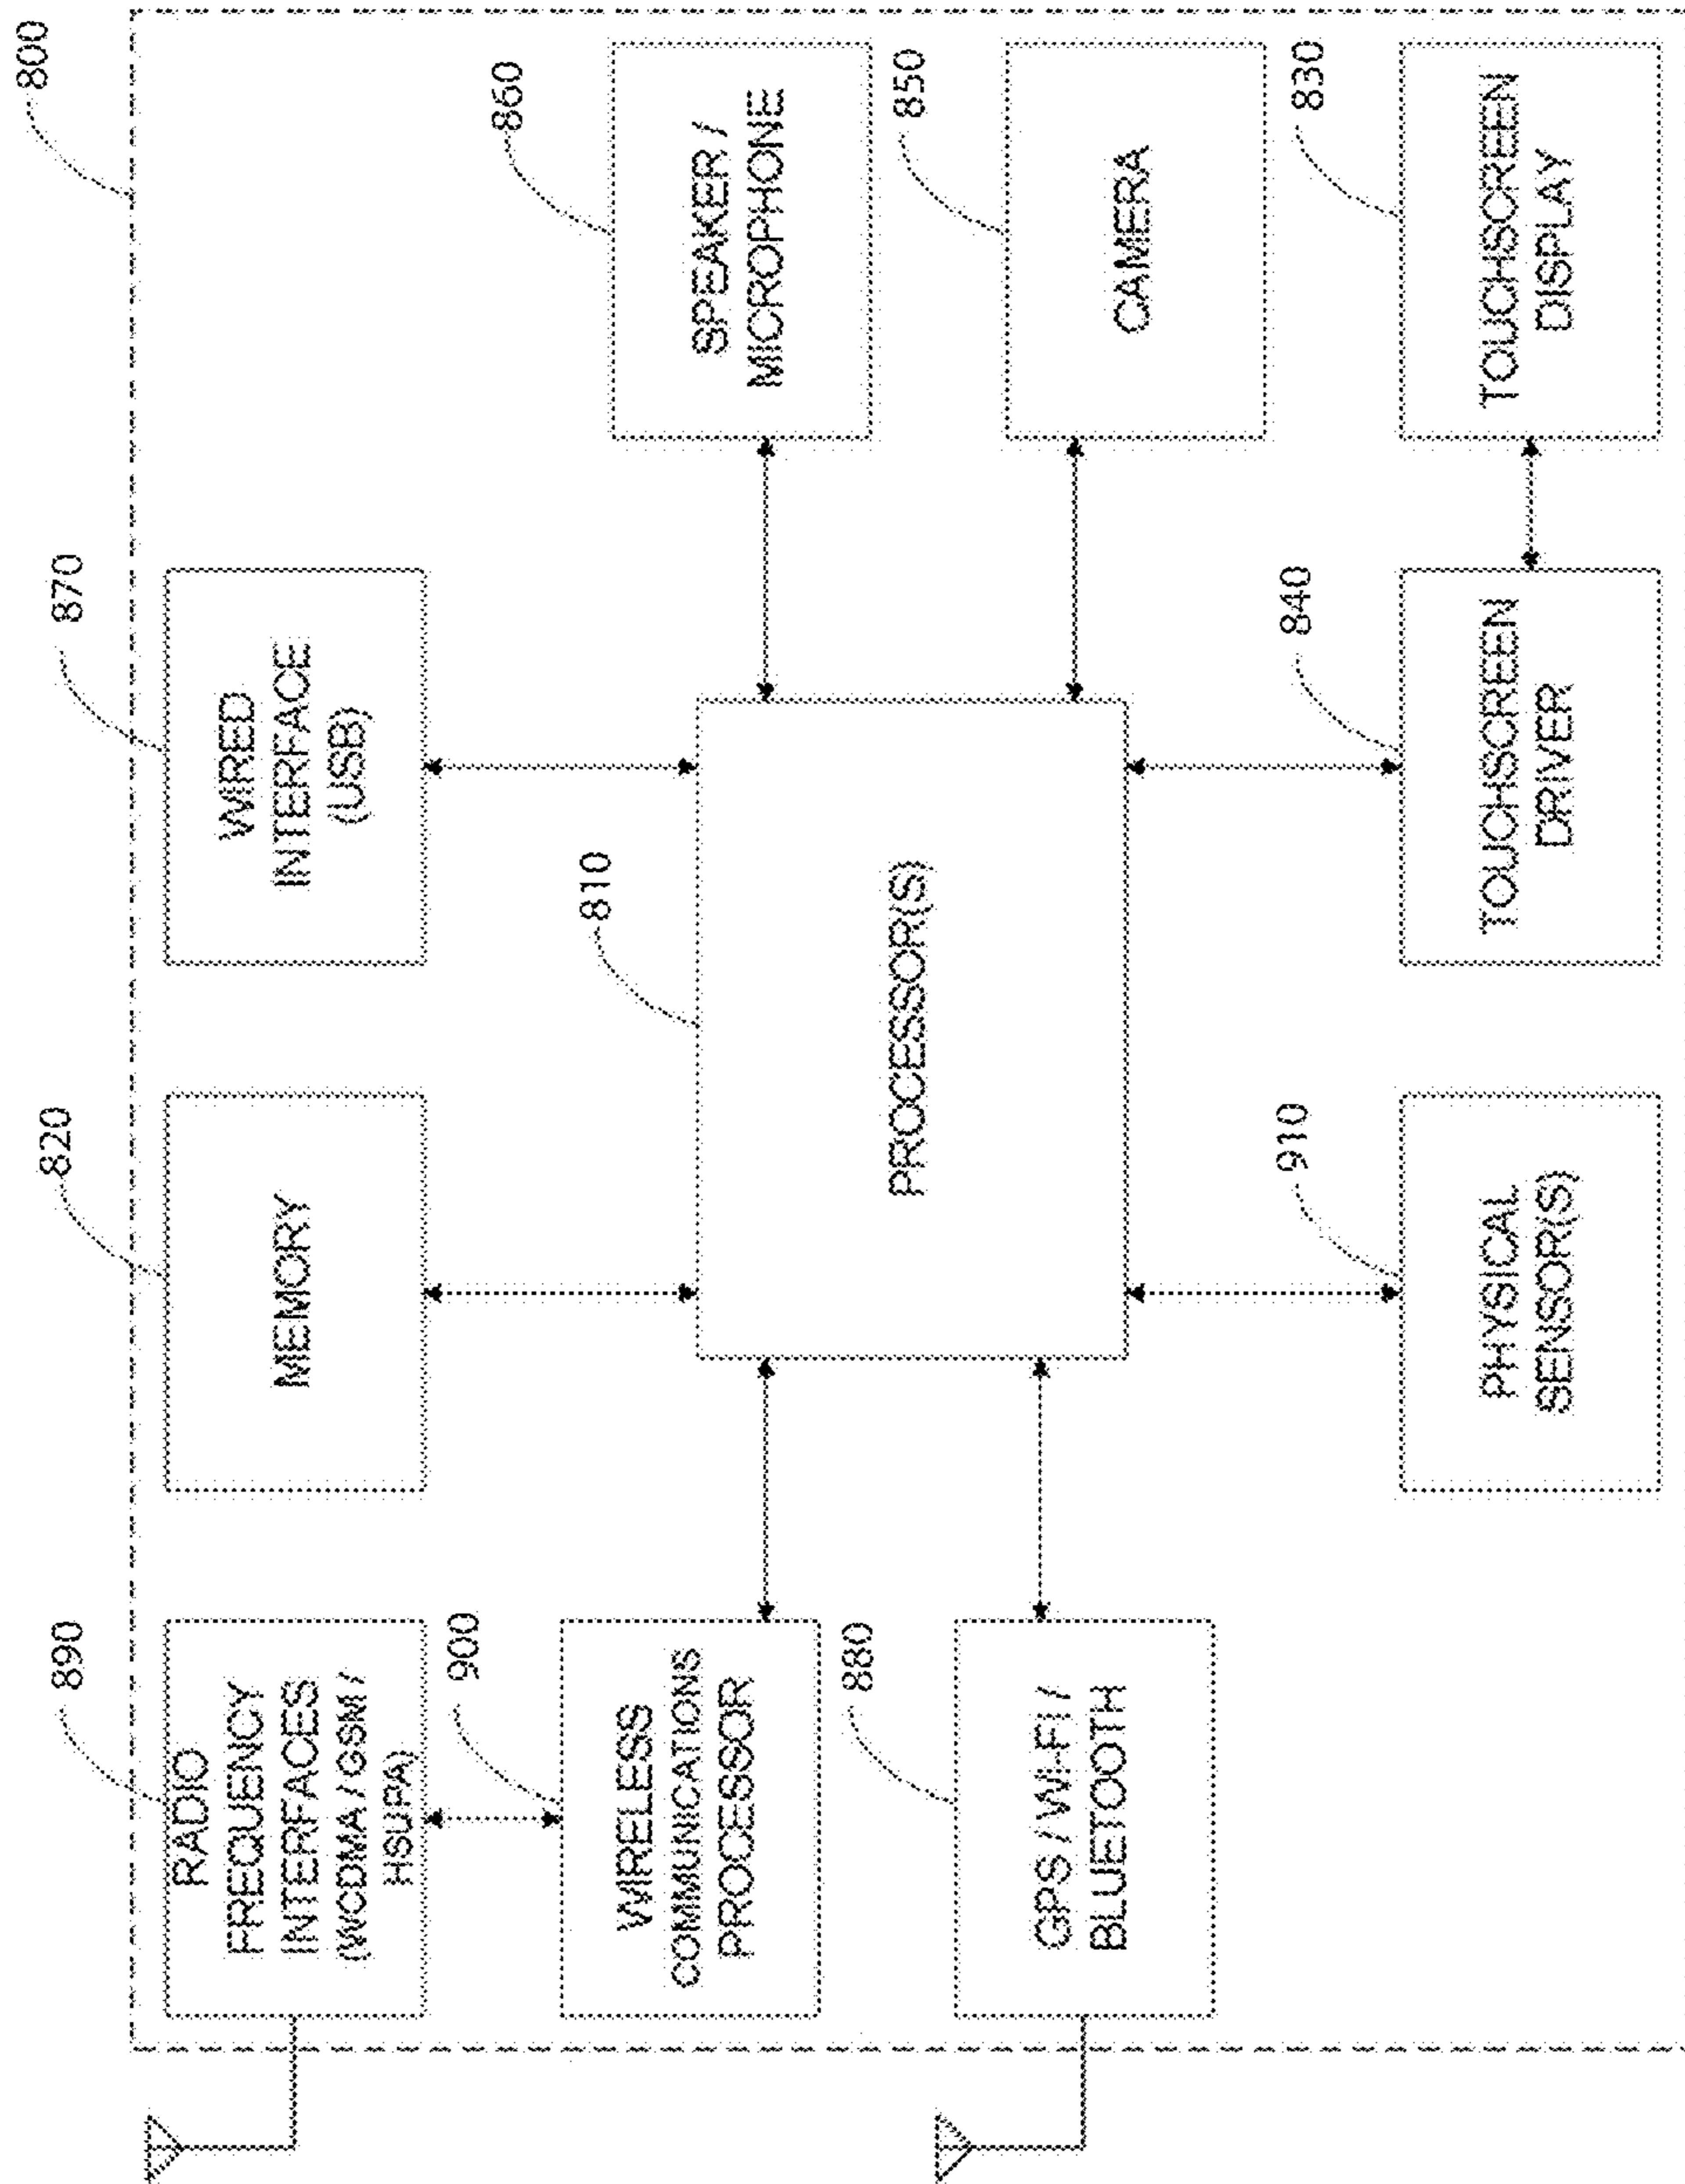 800
890
RADIO
FREQUENCY
INTERFACES
(WCDMA / GSM /
HSUPA)
820
MEMORY
870
WIRED
INTERFACE
(USB)
900
WIRELESS
COMMUNICATIONS
PROCESSOR
810
PROCESSOR(S)
860
SPEAKER /
MICROPHONE
880
GPS / WI-FI /
BLUETOOTH
850
CAMERA
910
PHYSICAL
SENSOR(S)
840
TOUCHSCREEN
DRIVER
830
TOUCHSCREEN
DISPLAY